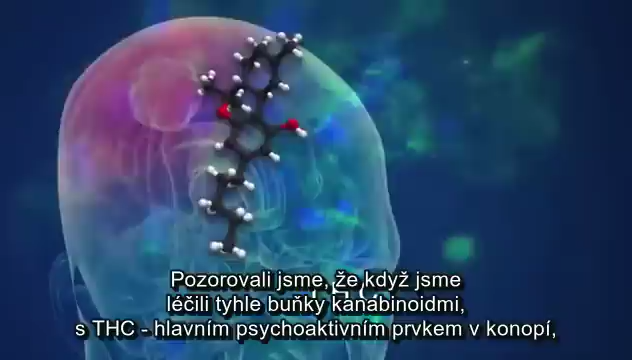 Pozorovali jsme, že když jsme
léčili tyhle buňky kanabinoidmi,
s THC - hlavním psychoaktivním prvkem v konopí,